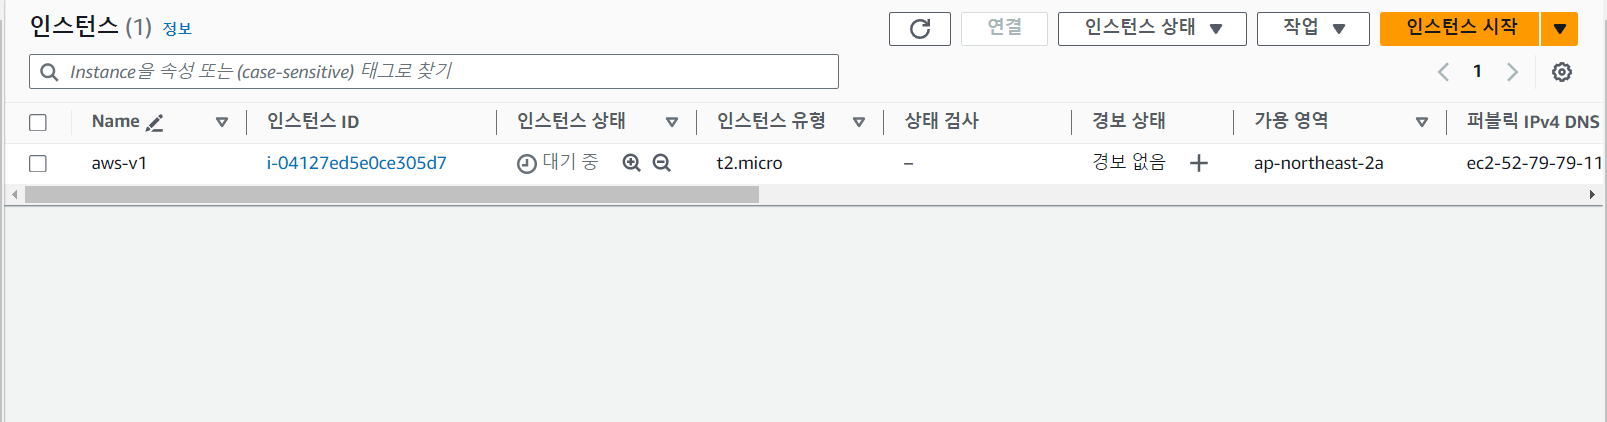 인스턴스 (1) 정보 연결 인스턴스 상태 작업 인스턴스 시작
Instance을 속성 또는 (case-sensitive) 태그로 찾기 1
Name 인스턴스 ID 인스턴스 상태 인스턴스 유형 상태 검사 경보 상태 가용 영역 퍼블릭 IPv4 DNS
aws-v1 i-04127ed5e0ce305d7 대기 중 t2.micro – 경보 없음 ap-northeast-2a ec2-52-79-79-11